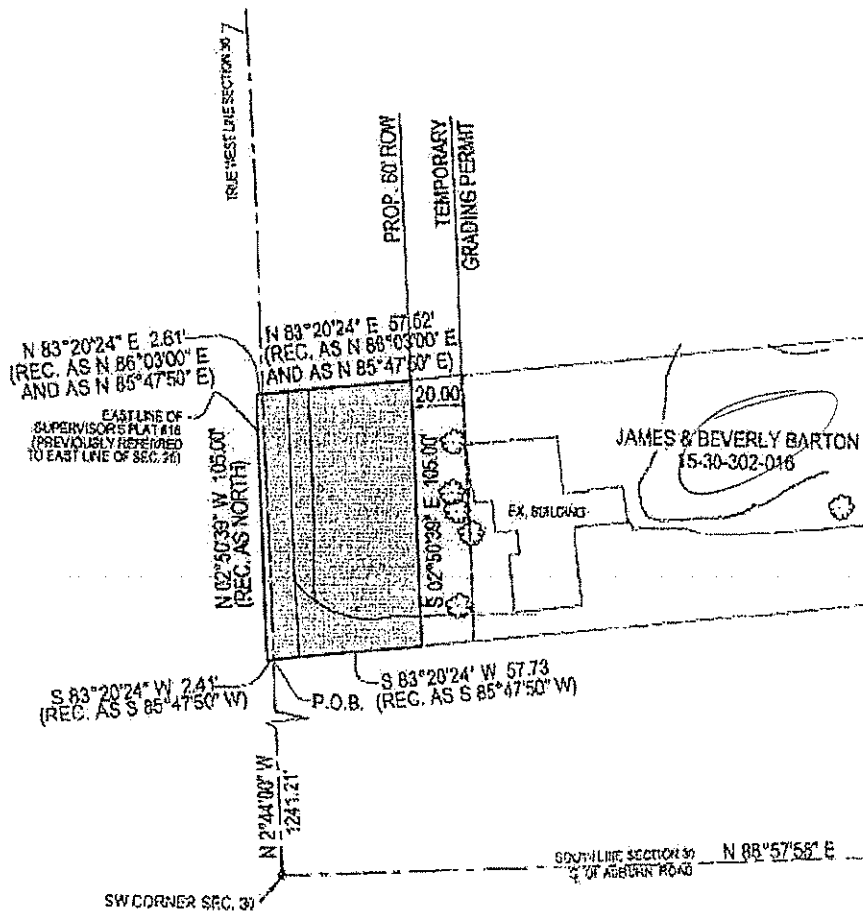 TRUE WEST LINE SECTION 30
PROP. 60' ROW
TEMPORARY
GRADING PERMIT
N 83°20'24" E 2.61'
(REC. AS N 86°03'00" E
AND AS N 85°47'50" E)
N 83°20'24" E 57.52'
(REC. AS N 86°03'00" E
AND AS N 85°47'50" E)
EAST LINE OF
SUPERVISOR'S PLAT #16
(PREVIOUSLY REFERRED
TO EAST LINE OF SEC. 25)
20.00
N 02°50'39" W 105.00'
(REC. AS NORTH)
S 02°50'39" E 105.00'
JAMES & BEVERLY BARTON
15-30-302-016
EX. BUILDING
S 83°20'24" W 2.41'
(REC. AS S 85°47'50" W)
P.O.B.
S 83°20'24" W 57.73
(REC. AS S 85°47'50" W)
N 2°44'00" W
1241.21'
SOUTH LINE SECTION 30
OF AUBURN ROAD
N 88°57'58" E
SW CORNER SEC. 30